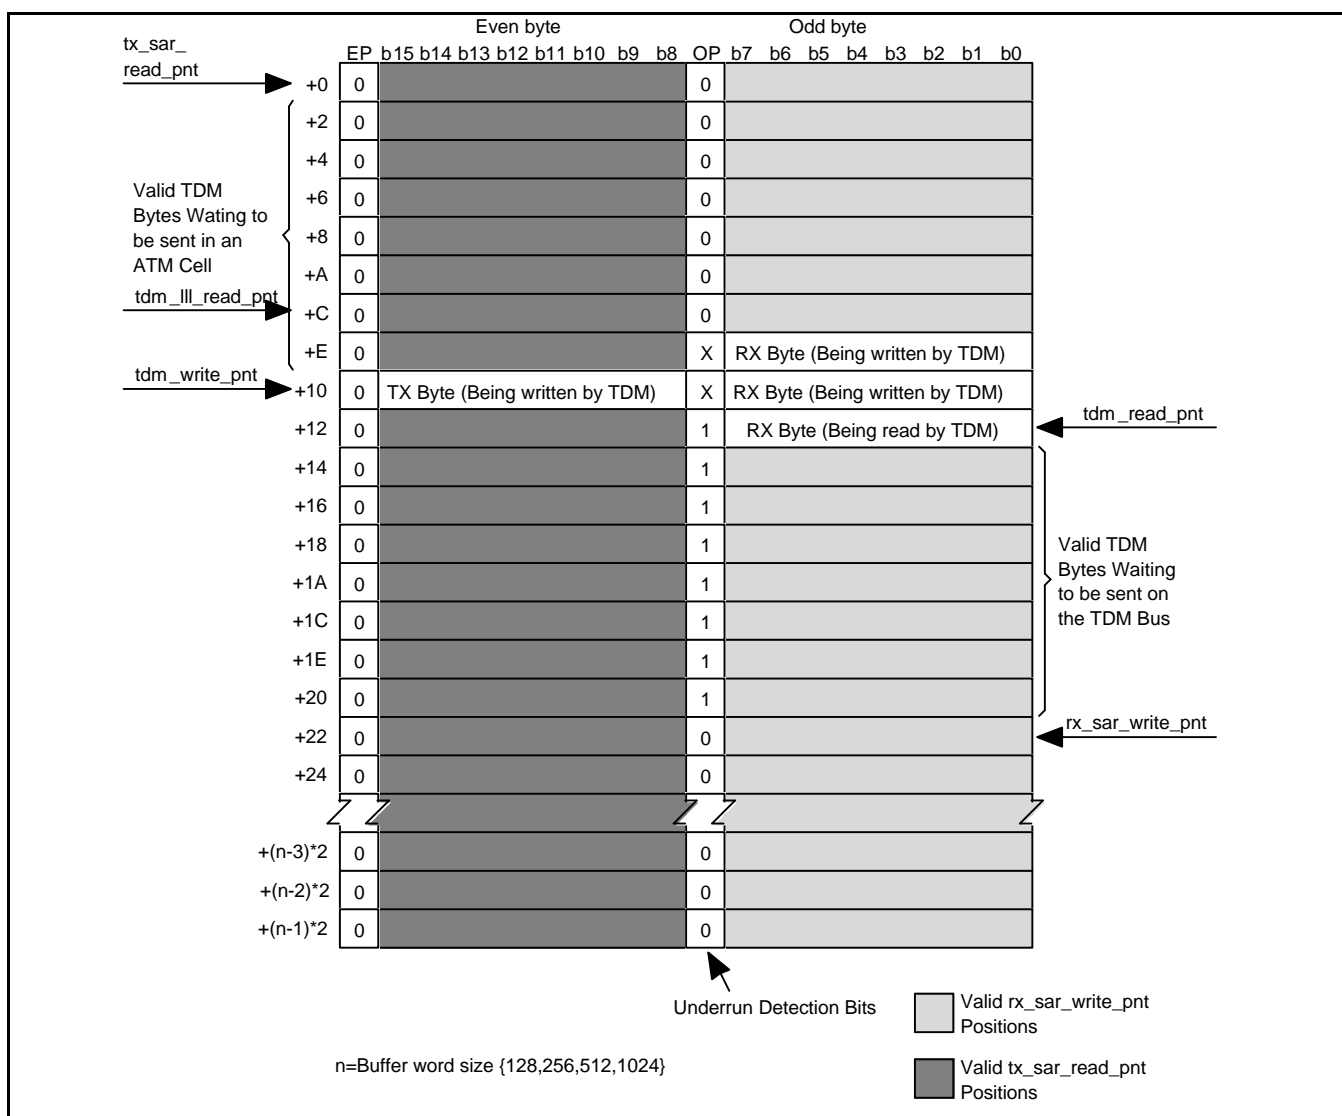 Even byte Odd byte
tx_sar_
read_pnt
EP b15 b14 b13 b12 b11 b10 b9 b8 OP b7 b6 b5 b4 b3 b2 b1 b0
+0 0 0
+2 0 0
+4 0 0
+6 0 0
+8 0 0
+A 0 0
+C 0 0
+E 0 X RX Byte (Being written by TDM)
+10 0 TX Byte (Being written by TDM) X RX Byte (Being written by TDM)
+12 0 1 RX Byte (Being read by TDM)
+14 0 1
+16 0 1
+18 0 1
+1A 0 1
+1C 0 1
+1E 0 1
+20 0 1
+22 0 0
+24 0 0
+(n-3)*2 0 0
+(n-2)*2 0 0
+(n-1)*2 0 0
Valid TDM
Bytes Wating to
be sent in an
ATM Cell
tdm_lll_read_pnt
tdm_write_pnt
tdm_read_pnt
Valid TDM
Bytes Waiting
to be sent on
the TDM Bus
rx_sar_write_pnt
Underrun Detection Bits
Valid rx_sar_write_pnt
Positions
n=Buffer word size {128,256,512,1024}
Valid tx_sar_read_pnt
Positions